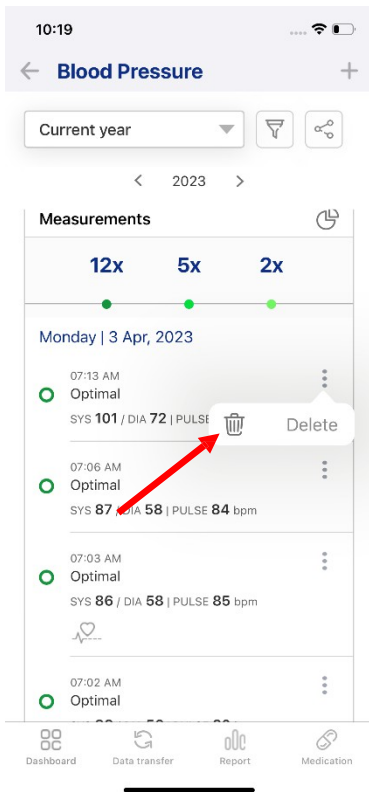 10:19
Blood Pressure
Current year
2023
Measurements
12x 5x 2x
Monday | 3 Apr, 2023
07:13 AM
Optimal
SYS 101 / DIA 72 | PULSE
Delete
07:06 AM
Optimal
SYS 87 / DIA 58 | PULSE 84 bpm
07:03 AM
Optimal
SYS 86 / DIA 58 | PULSE 85 bpm
07:02 AM
Optimal
Dashboard Data transfer Report Medication